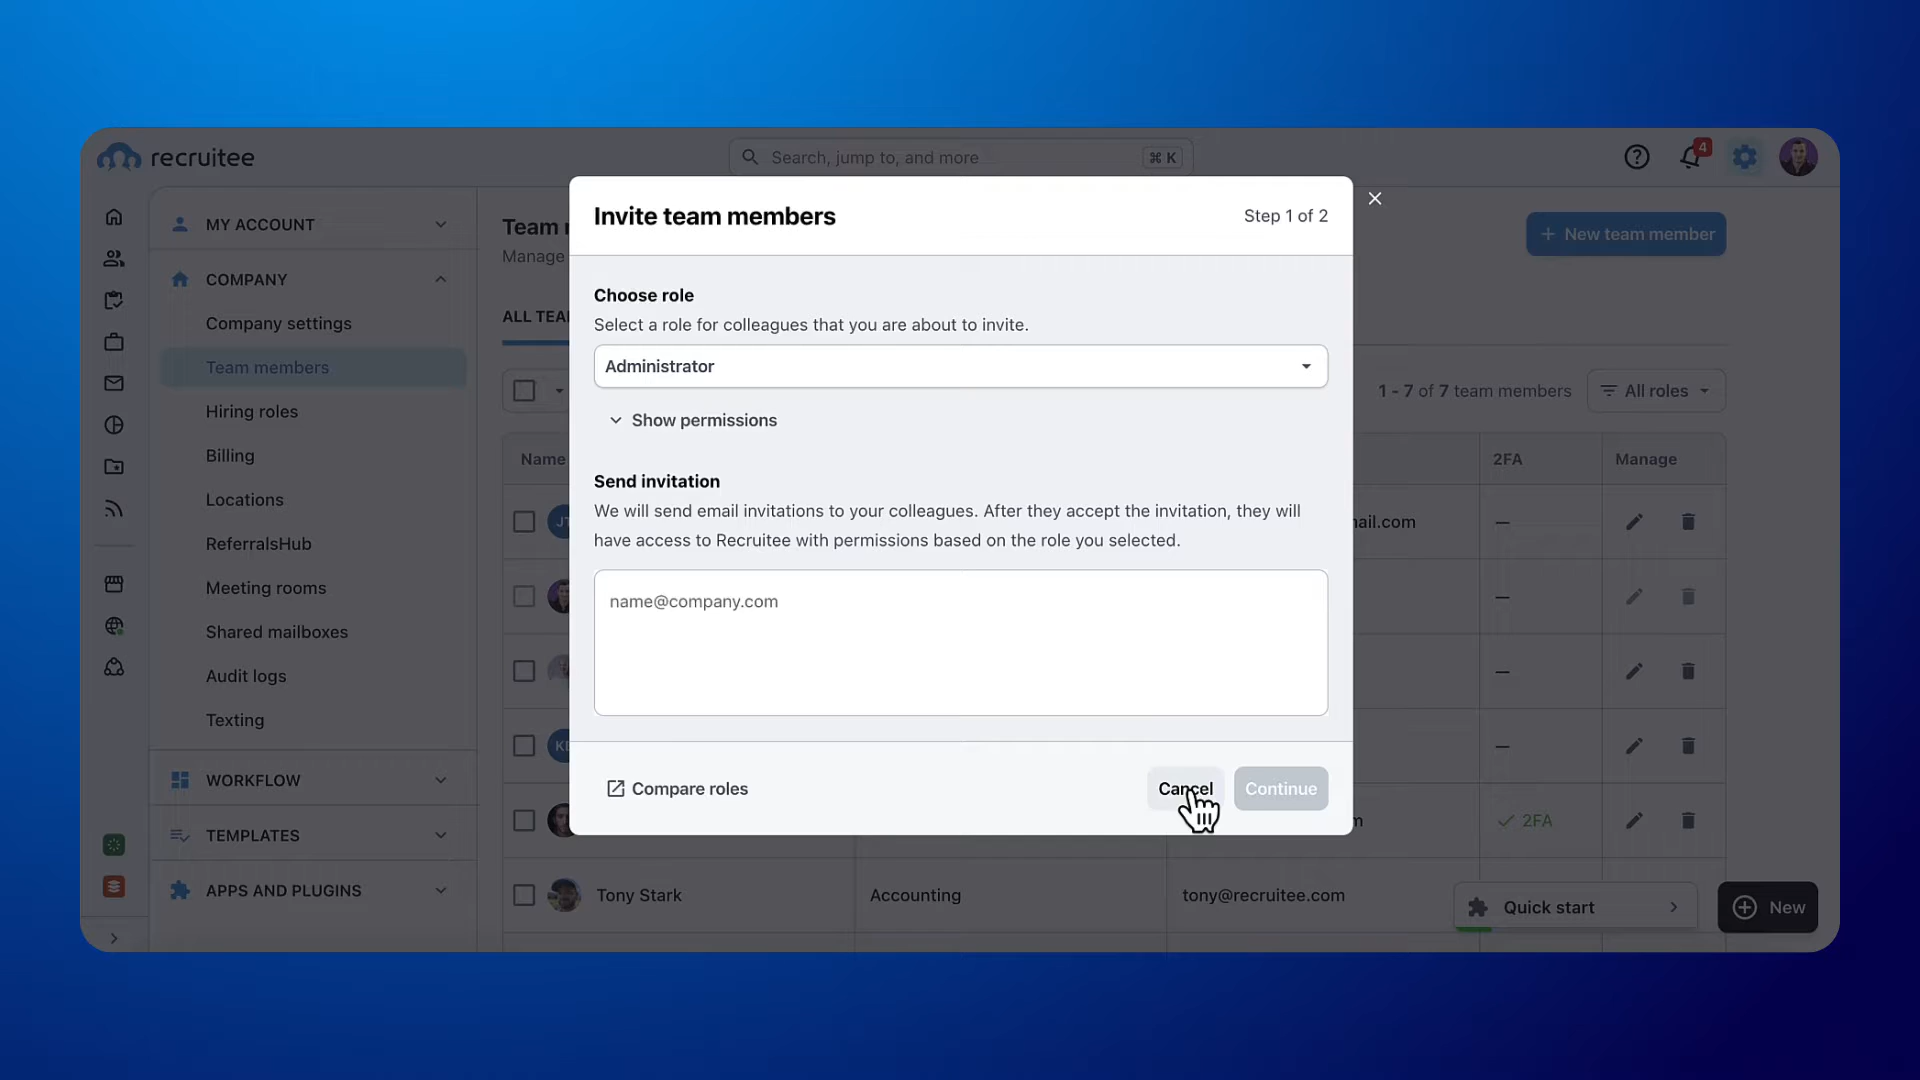 recruitee
Search, jump to, and more
⌘ K
4
MY ACCOUNT
COMPANY
Company settings
Team members
Hiring roles
Billing
Locations
ReferralsHub
Meeting rooms
Shared mailboxes
Audit logs
Texting
WORKFLOW
TEMPLATES
APPS AND PLUGINS
Team
Manage
+ New team member
ALL TEA
1 - 7 of 7 team members
All roles
Name
2FA
Manage
JT
ail.com
—
—
—
—
2FA
Tony Stark
Accounting
tony@recruitee.com
Quick start
New
Invite team members
Step 1 of 2
Choose role
Select a role for colleagues that you are about to invite.
Administrator
Show permissions
Send invitation
We will send email invitations to your colleagues. After they accept the invitation, they will
have access to Recruitee with permissions based on the role you selected.
name@company.com
Compare roles
Cancel
Continue